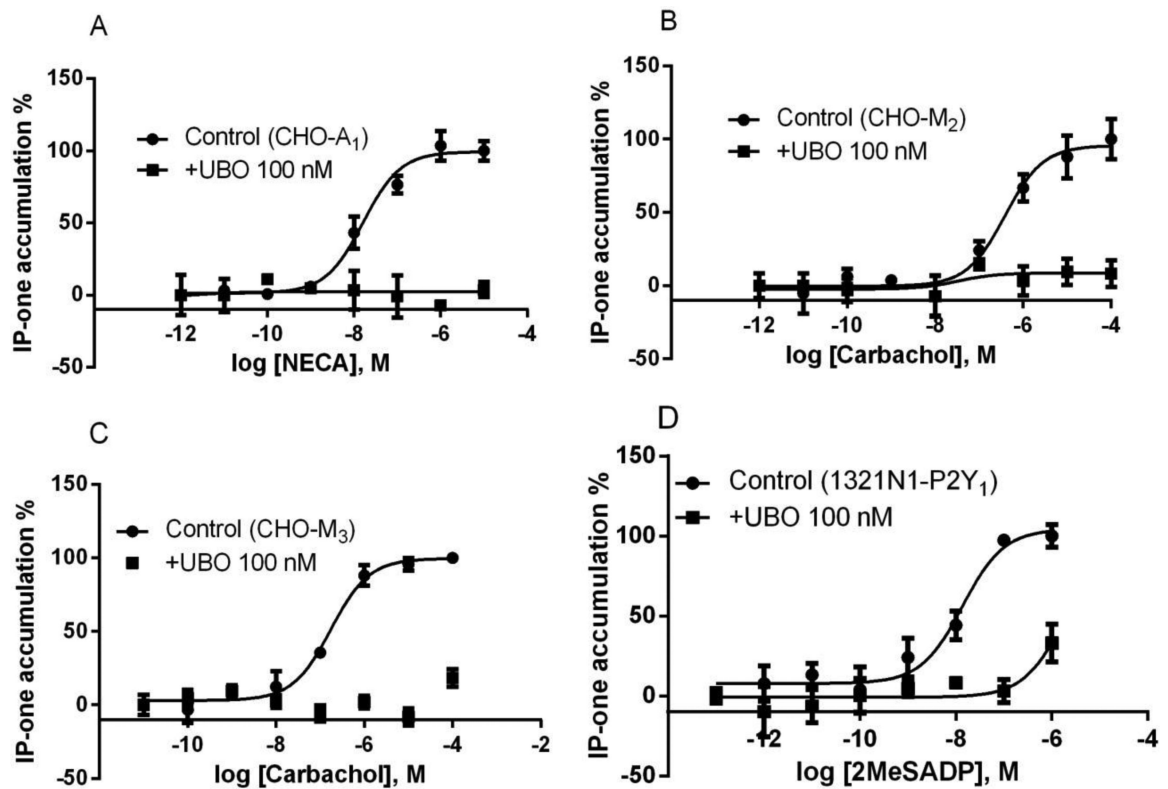 A
150
100
50
0
-50
IP-one accumulation %
Control (CHO-A₁)
+UBO 100 nM
-12 -10 -8 -6 -4
log [NECA], M
B
150
100
50
0
-50
IP-one accumulation %
Control (CHO-M₂)
+UBO 100 nM
-12 -10 -8 -6 -4
log [Carbachol], M
C
150
100
50
0
-50
IP-one accumulation %
Control (CHO-M₃)
+UBO 100 nM
-10 -8 -6 -4 -2
log [Carbachol], M
D
150
100
50
0
-50
IP-one accumulation %
Control (1321N1-P2Y₁)
+UBO 100 nM
-12 -10 -8 -6 -4
log [2MeSADP], M